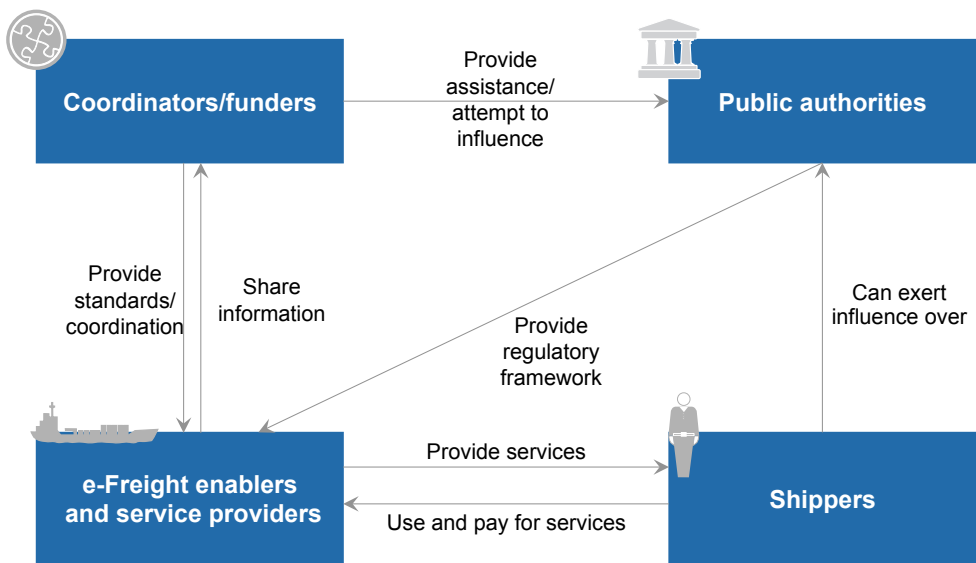 Coordinators/funders
Provide
assistance/
attempt to
influence
Public authorities
Provide
standards/
coordination
Share
information
Provide
regulatory
framework
Can exert
influence over
e-Freight enablers
and service providers
Provide services
Use and pay for services
Shippers